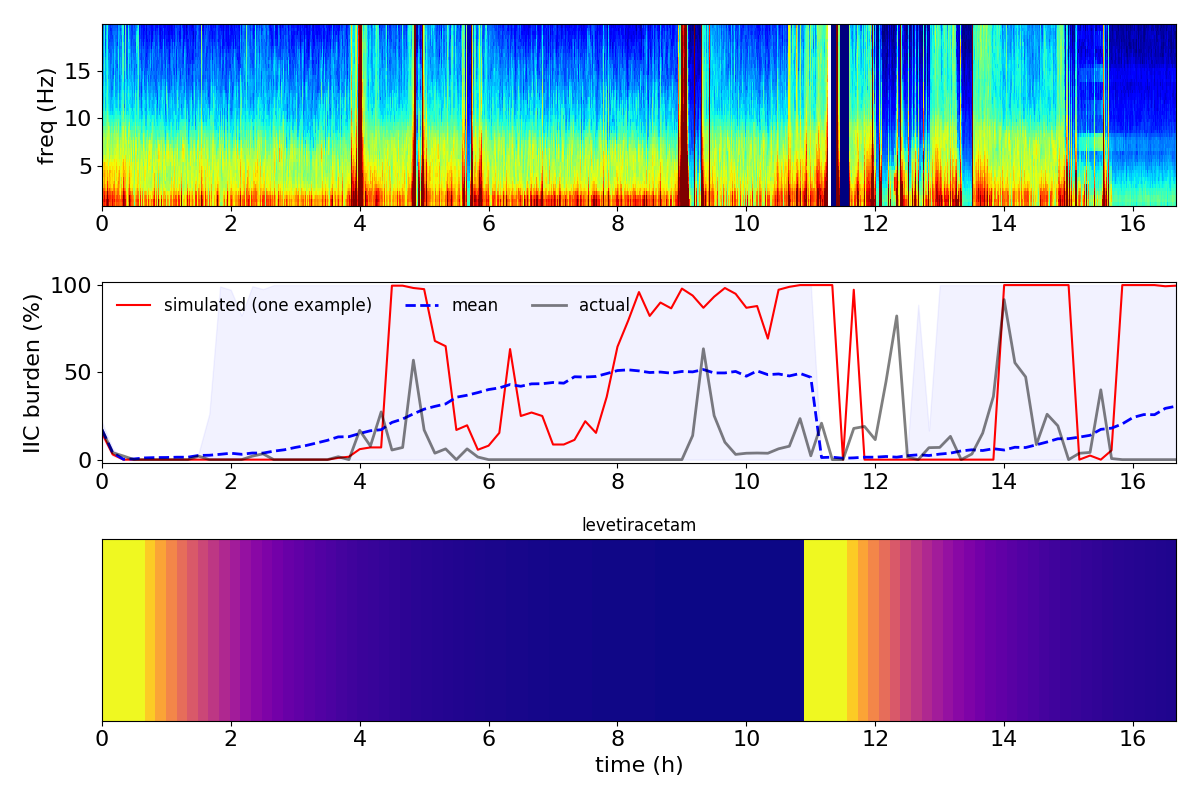 freq (Hz)
15
10
5
0 2 4 6 8 10 12 14 16
IIC burden (%)
100
50
0
simulated (one example) mean actual
0 2 4 6 8 10 12 14 16
levetiracetam
0 2 4 6 8 10 12 14 16
time (h)